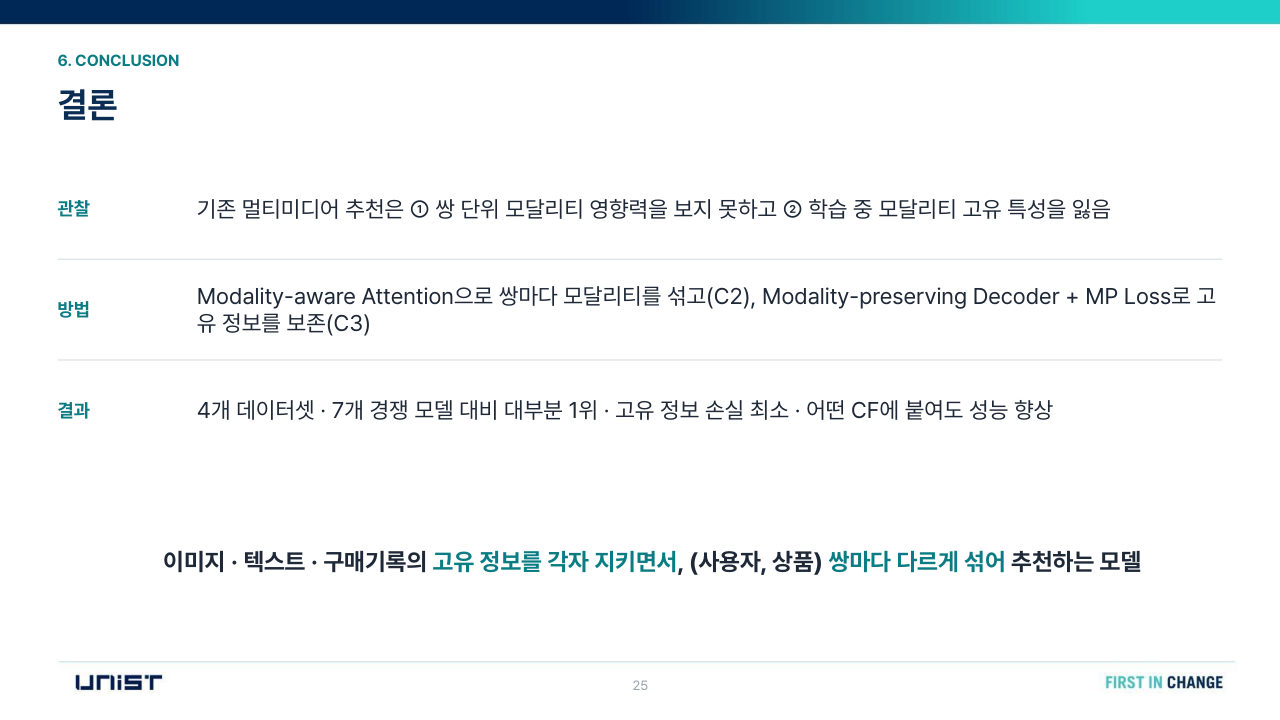 6. CONCLUSION
결론
관찰
기존 멀티미디어 추천은 ① 쌍 단위 모달리티 영향력을 보지 못하고 ② 학습 중 모달리티 고유 특성을 잃음
방법
Modality-aware Attention으로 쌍마다 모달리티를 섞고(C2), Modality-preserving Decoder + MP Loss로 고
유 정보를 보존(C3)
결과
4개 데이터셋 · 7개 경쟁 모델 대비 대부분 1위 · 고유 정보 손실 최소 · 어떤 CF에 붙여도 성능 향상
이미지 · 텍스트 · 구매기록의 고유 정보를 각자 지키면서, (사용자, 상품) 쌍마다 다르게 섞어 추천하는 모델
UNIST
25
FIRST IN CHANGE